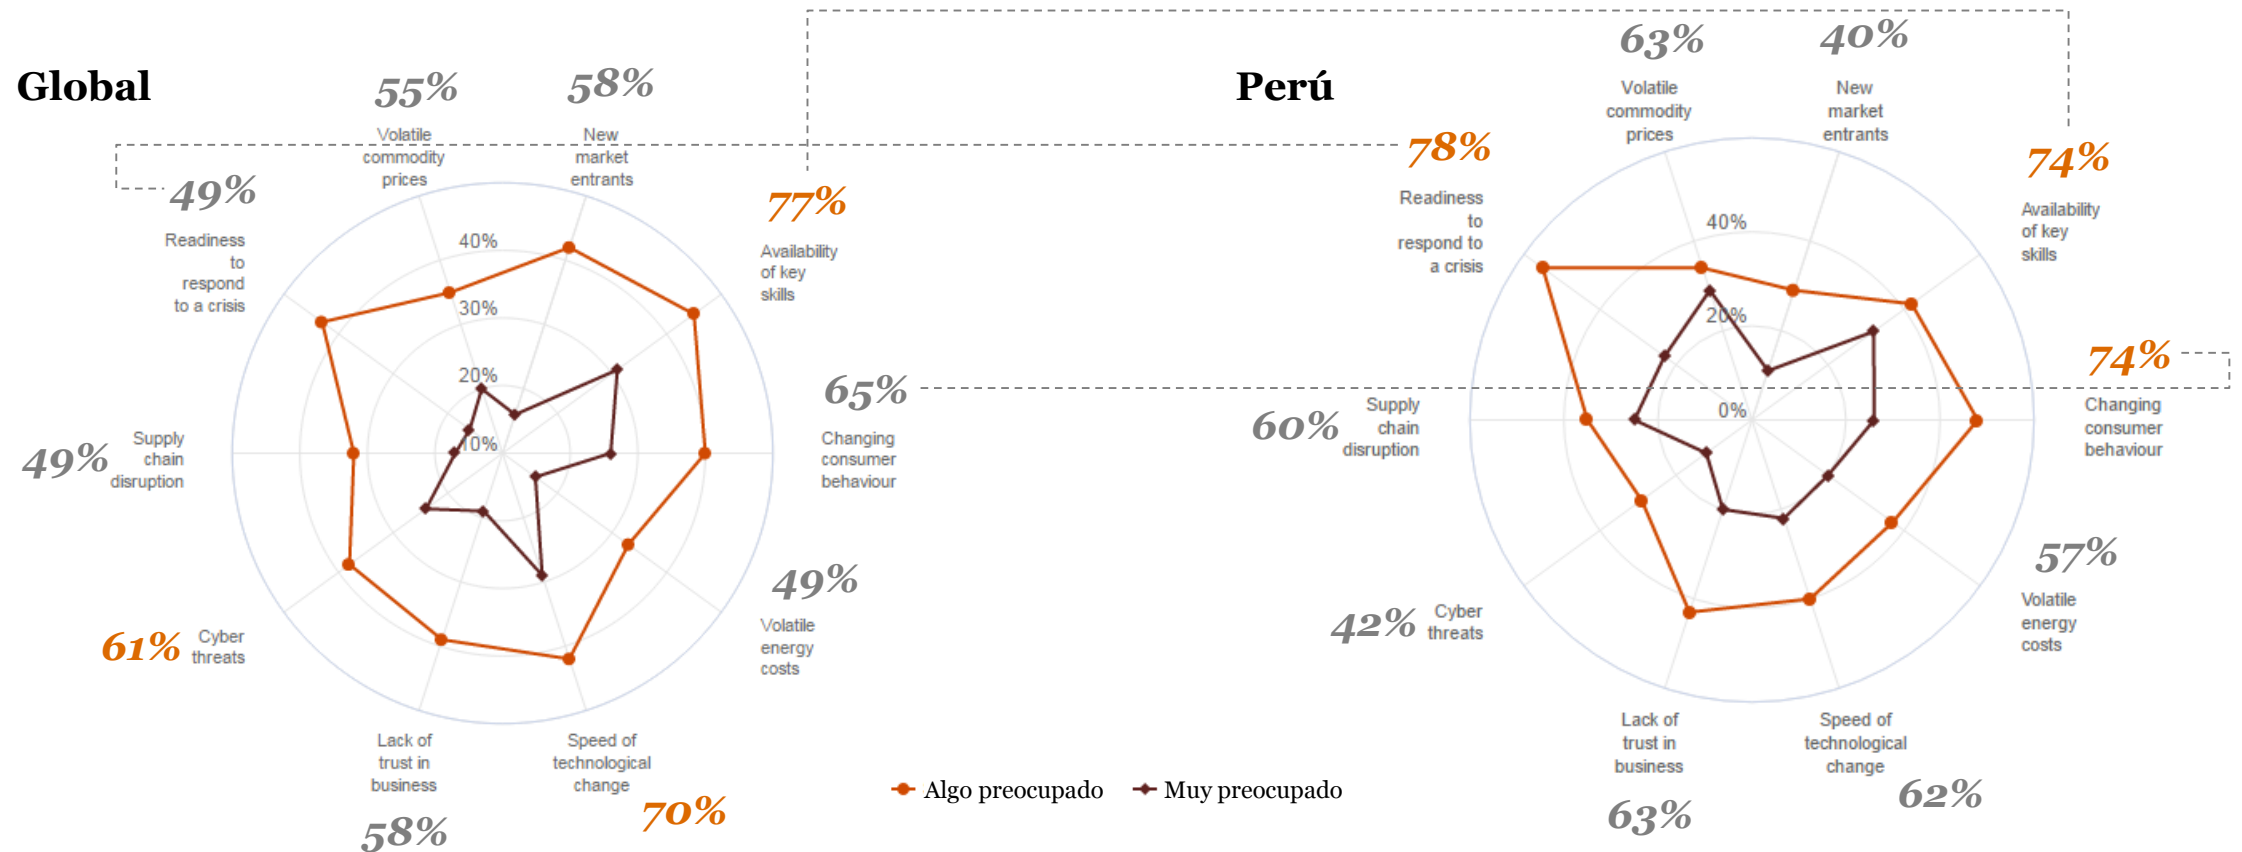 Global
55%
58%
Volatile
commodity
prices
New
market
entrants
49%
Readiness
to
respond
to a crisis
77%
Availability
of key
skills
40%
30%
20%
10%
65%
Changing
consumer
behaviour
49%
Supply
chain
disruption
49%
Volatile
energy
costs
61%
Cyber
threats
Lack of
trust in
business
58%
Speed of
technological
change
70%
Algo preocupado
Muy preocupado
Perú
63%
40%
Volatile
commodity
prices
New
market
entrants
78%
Readiness
to
respond to
a crisis
74%
Availability
of key
skills
40%
20%
0%
74%
Changing
consumer
behaviour
60%
Supply
chain
disruption
57%
Volatile
energy
costs
42%
Cyber
threats
Lack of
trust in
business
63%
Speed of
technological
change
62%